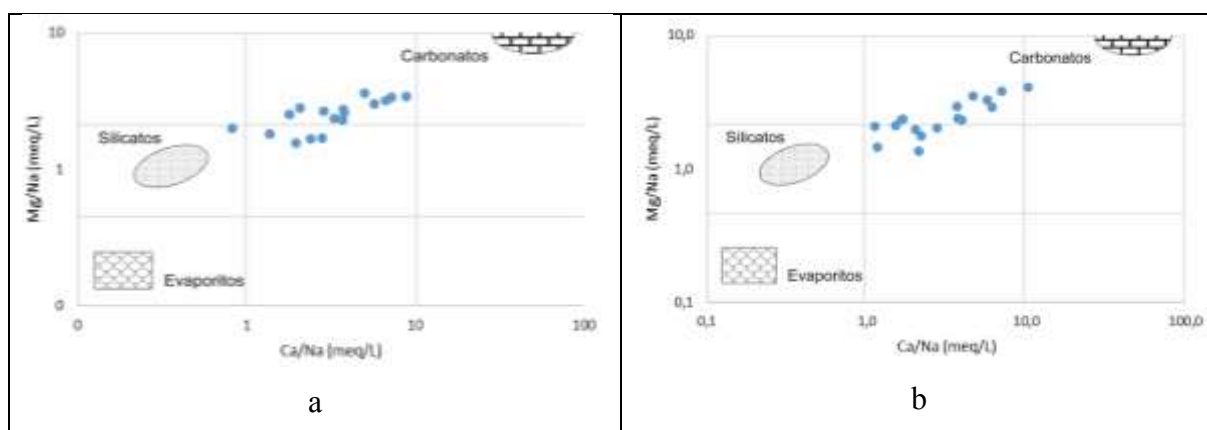 10
Carbonatos
Silicatos
1
Mg/Na (meq/L)
Evaporitos
0
0 1 10 100
Ca/Na (meq/L)
a
10,0
Carbonatos
Silicatos
1,0
Mg/Na (meq/L)
Evaporitos
0,1
0,1 1,0 10,0 100,0
Ca/Na (meq/L)
b